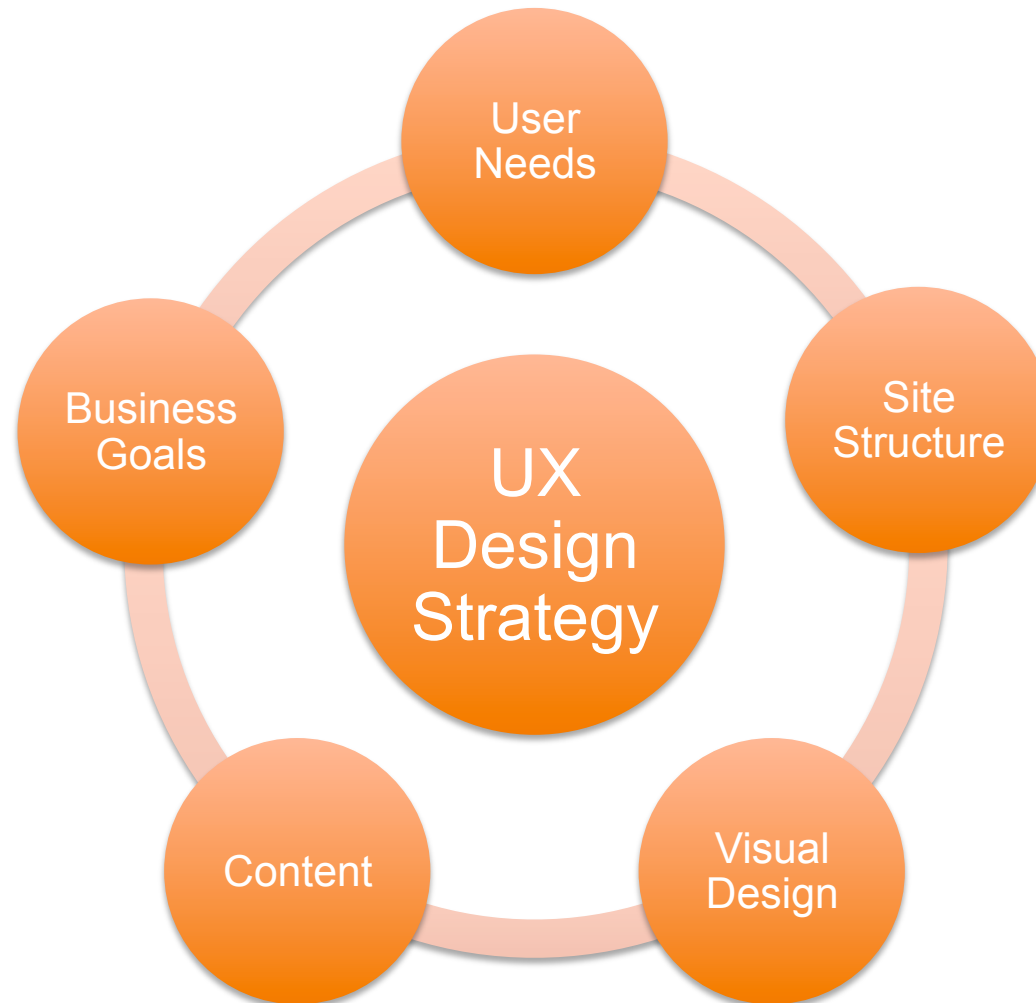 User
Needs
Site
Structure
Visual
Design
Content
Business
Goals
UX
Design
Strategy